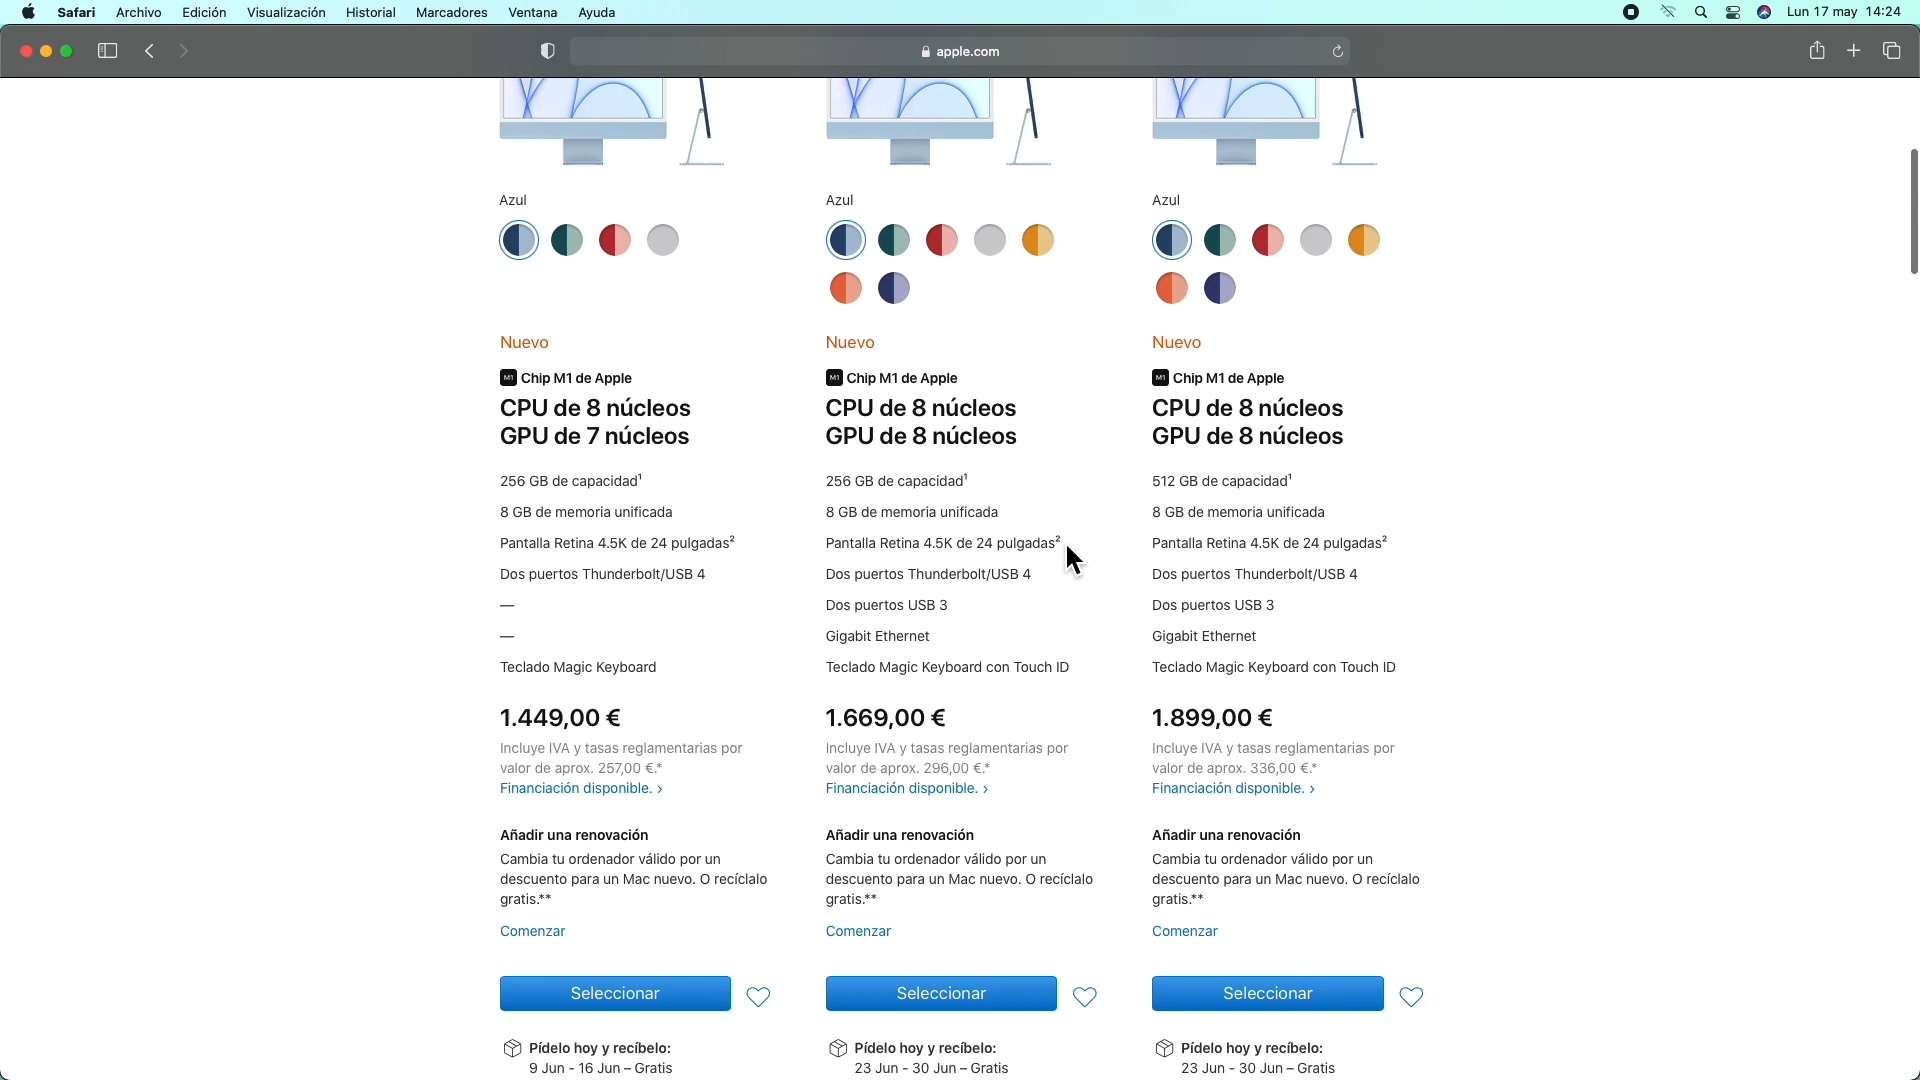 Safari Archivo Edición Visualización Historial Marcadores Ventana Ayuda Lun 17 may 14:24
apple.com
Azul
Nuevo
M1 Chip M1 de Apple
CPU de 8 núcleos
GPU de 7 núcleos
256 GB de capacidad¹
8 GB de memoria unificada
Pantalla Retina 4.5K de 24 pulgadas²
Dos puertos Thunderbolt/USB 4
—
—
Teclado Magic Keyboard
1.449,00 €
Incluye IVA y tasas reglamentarias por
valor de aprox. 257,00 €.*
Financiación disponible. >
Añadir una renovación
Cambia tu ordenador válido por un
descuento para un Mac nuevo. O recíclalo
gratis.**
Comenzar
Seleccionar
Pídelo hoy y recíbelo:
9 Jun - 16 Jun – Gratis
Azul
Nuevo
M1 Chip M1 de Apple
CPU de 8 núcleos
GPU de 8 núcleos
256 GB de capacidad¹
8 GB de memoria unificada
Pantalla Retina 4.5K de 24 pulgadas²
Dos puertos Thunderbolt/USB 4
Dos puertos USB 3
Gigabit Ethernet
Teclado Magic Keyboard con Touch ID
1.669,00 €
Incluye IVA y tasas reglamentarias por
valor de aprox. 296,00 €.*
Financiación disponible. >
Añadir una renovación
Cambia tu ordenador válido por un
descuento para un Mac nuevo. O recíclalo
gratis.**
Comenzar
Seleccionar
Pídelo hoy y recíbelo:
23 Jun - 30 Jun – Gratis
Azul
Nuevo
M1 Chip M1 de Apple
CPU de 8 núcleos
GPU de 8 núcleos
512 GB de capacidad¹
8 GB de memoria unificada
Pantalla Retina 4.5K de 24 pulgadas²
Dos puertos Thunderbolt/USB 4
Dos puertos USB 3
Gigabit Ethernet
Teclado Magic Keyboard con Touch ID
1.899,00 €
Incluye IVA y tasas reglamentarias por
valor de aprox. 336,00 €.*
Financiación disponible. >
Añadir una renovación
Cambia tu ordenador válido por un
descuento para un Mac nuevo. O recíclalo
gratis.**
Comenzar
Seleccionar
Pídelo hoy y recíbelo:
23 Jun - 30 Jun – Gratis